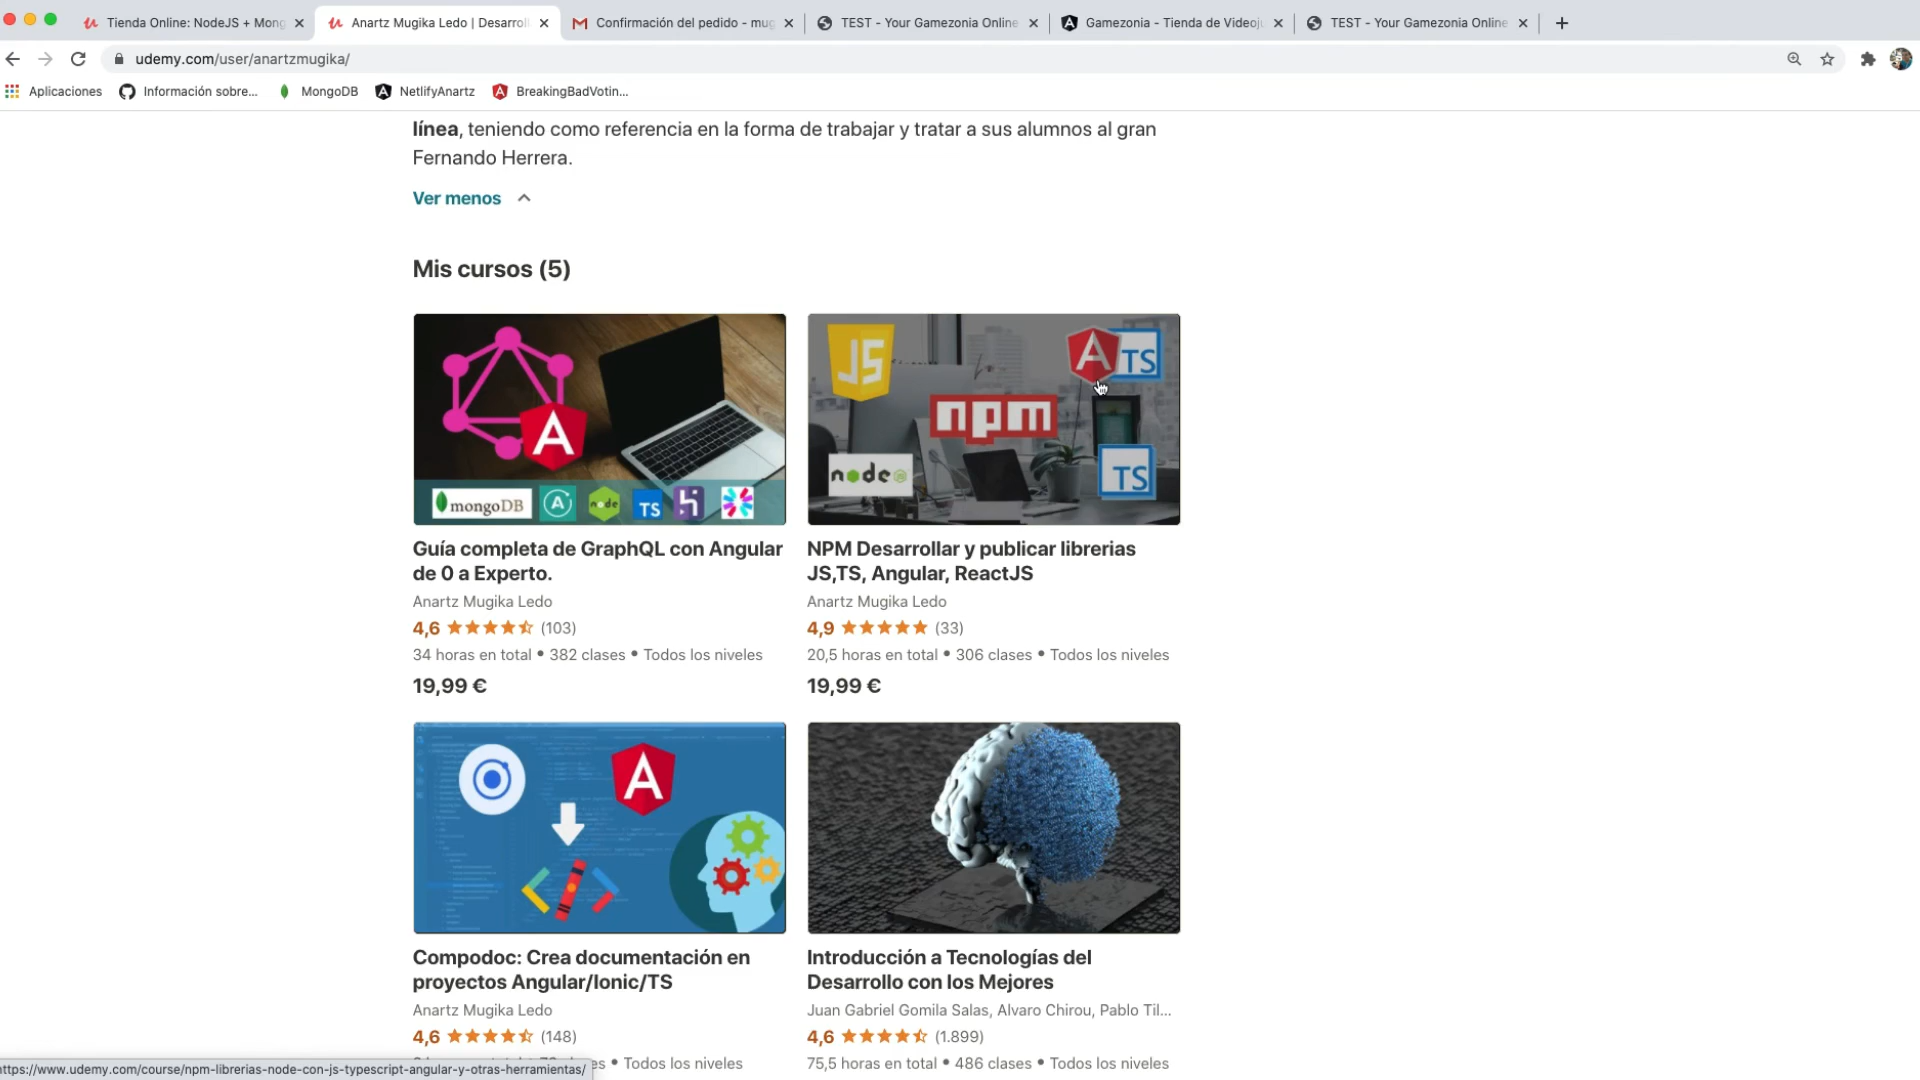 Tienda Online: NodeJS + Mong
Anartz Mugika Ledo | Desarrol
Confirmación del pedido - mug
TEST - Your Gamezonia Online
Gamezonia - Tienda de Videoju
TEST - Your Gamezonia Online
udemy.com/user/anartzmugika/
Aplicaciones
Información sobre...
MongoDB
NetlifyAnartz
BreakingBadVotin...
línea, teniendo como referencia en la forma de trabajar y tratar a sus alumnos al gran
Fernando Herrera.
Ver menos
Mis cursos (5)
A
mongoDB
A
node
TS
JS
A
TS
npm
node
JS
TS
Guía completa de GraphQL con Angular
de 0 a Experto.
Anartz Mugika Ledo
4,6 (103)
34 horas en total • 382 clases • Todos los niveles
19,99 €
NPM Desarrollar y publicar librerias
JS,TS, Angular, ReactJS
Anartz Mugika Ledo
4,9 (33)
20,5 horas en total • 306 clases • Todos los niveles
19,99 €
A
Compodoc: Crea documentación en
proyectos Angular/Ionic/TS
Anartz Mugika Ledo
4,6 (148)
• Todos los niveles
Introducción a Tecnologías del
Desarrollo con los Mejores
Juan Gabriel Gomila Salas, Alvaro Chirou, Pablo Til...
4,6 (1.899)
75,5 horas en total • 486 clases • Todos los niveles
https://www.udemy.com/course/npm-librerias-node-con-js-typescript-angular-y-otras-herramientas/